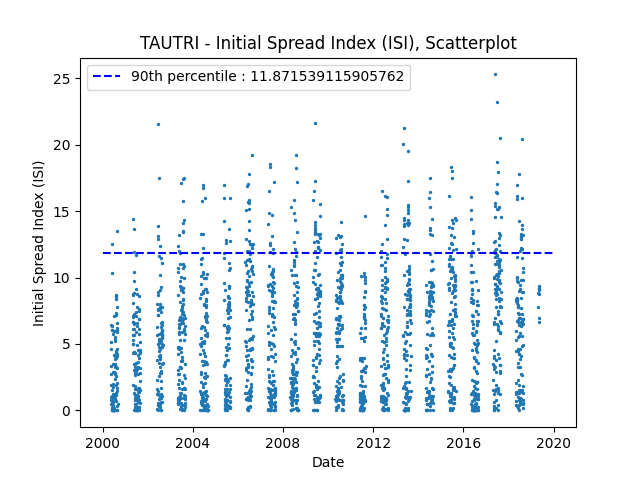 TAUTRI - Initial Spread Index (ISI), Scatterplot
90th percentile : 11.871539115905762
Initial Spread Index (ISI)
25
20
15
10
5
0
2000 2004 2008 2012 2016 2020
Date